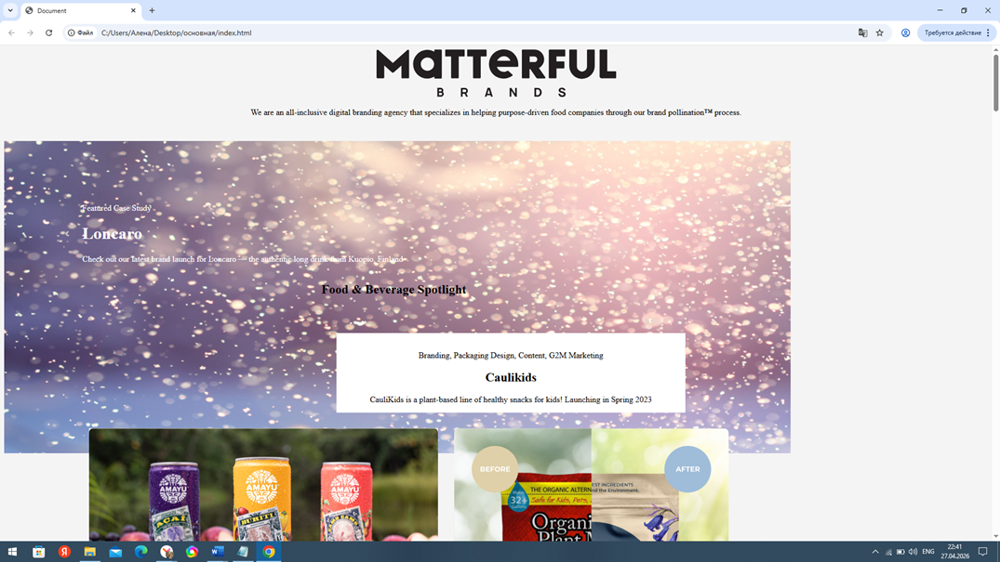 Document
Файл
C:/Users/Алена/Desktop/основная/index.html
Требуется действие
MATTERFUL
BRANDS
We are an all-inclusive digital branding agency that specializes in helping purpose-driven food companies through our brand pollination™ process.
Featured Case Study
Loncaro
Check out our latest brand launch for Loncaro — the authentic long drink from Kuopio, Finland
Food & Beverage Spotlight
Branding, Packaging Design, Content, G2M Marketing
Caulikids
CauliKids is a plant-based line of healthy snacks for kids! Launching in Spring 2023
AMAYU AMAYU AMAYU
AÇAÍ BURITI
BEFORE
AFTER
THE ORGANIC ALTERN
Safe for Kids, Pets,
32+
Organi
Plant
EST INGREDIENTS
nd the Environment.
ENG
22:41
27.04.2026